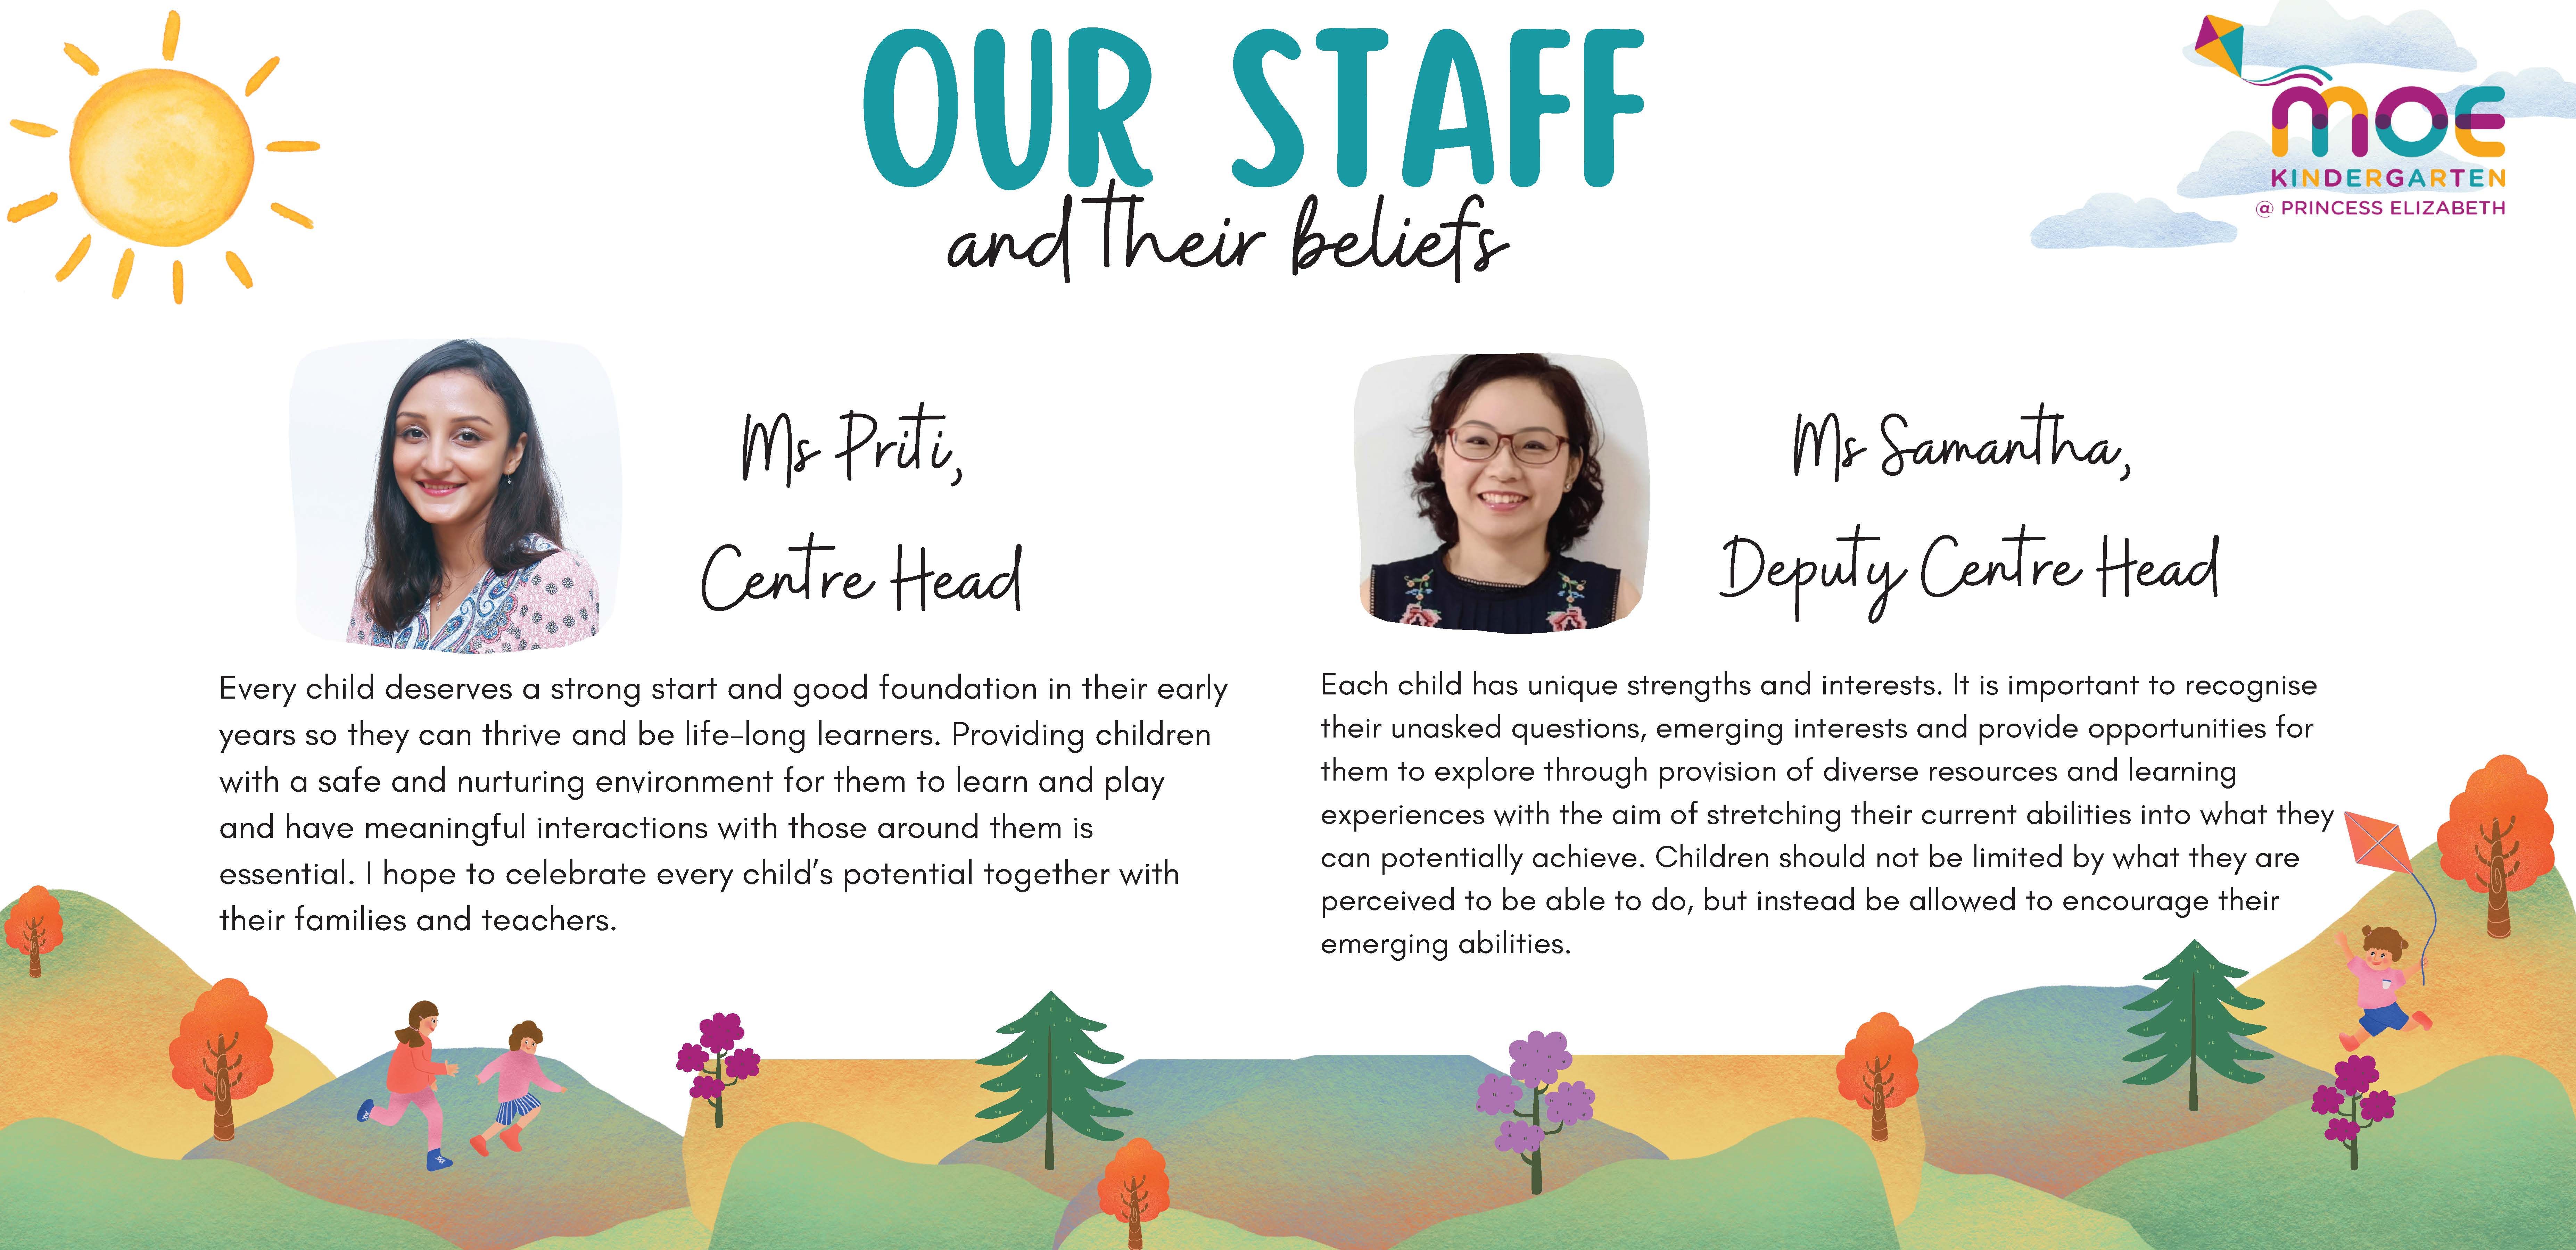 OUR STAFF
and their beliefs
MOE
KINDERGARTEN
@ PRINCESS ELIZABETH
Ms Priti,
Centre Head
Every child deserves a strong start and good foundation in their early
years so they can thrive and be life-long learners. Providing children
with a safe and nurturing environment for them to learn and play
and have meaningful interactions with those around them is
essential. I hope to celebrate every child's potential together with
their families and teachers.
Ms Samantha,
Deputy Centre Head
Each child has unique strengths and interests. It is important to recognise
their unasked questions, emerging interests and provide opportunities for
them to explore through provision of diverse resources and learning
experiences with the aim of stretching their current abilities into what they
can potentially achieve. Children should not be limited by what they are
perceived to be able to do, but instead be allowed to encourage their
emerging abilities.